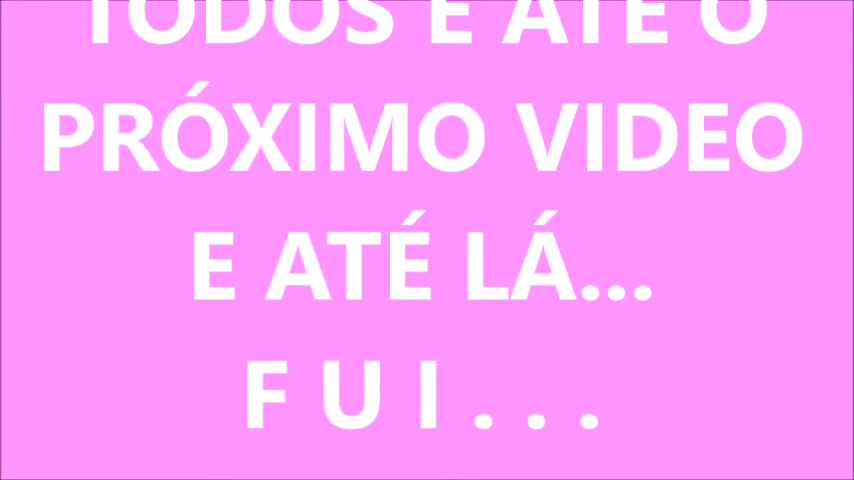 TODOS E ATÉ O
PRÓXIMO VIDEO
E ATÉ LÁ...
F U I . . .